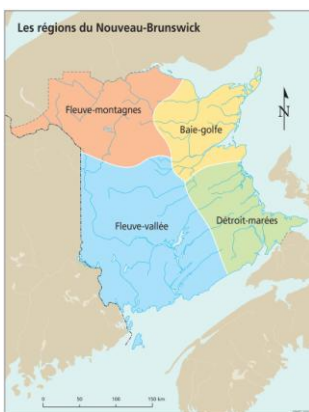 Les régions du Nouveau-Brunswick
N
Fleuve-montagnes
Baie-golfe
Fleuve-vallée
Détroit-marées
0 50 100 150 km